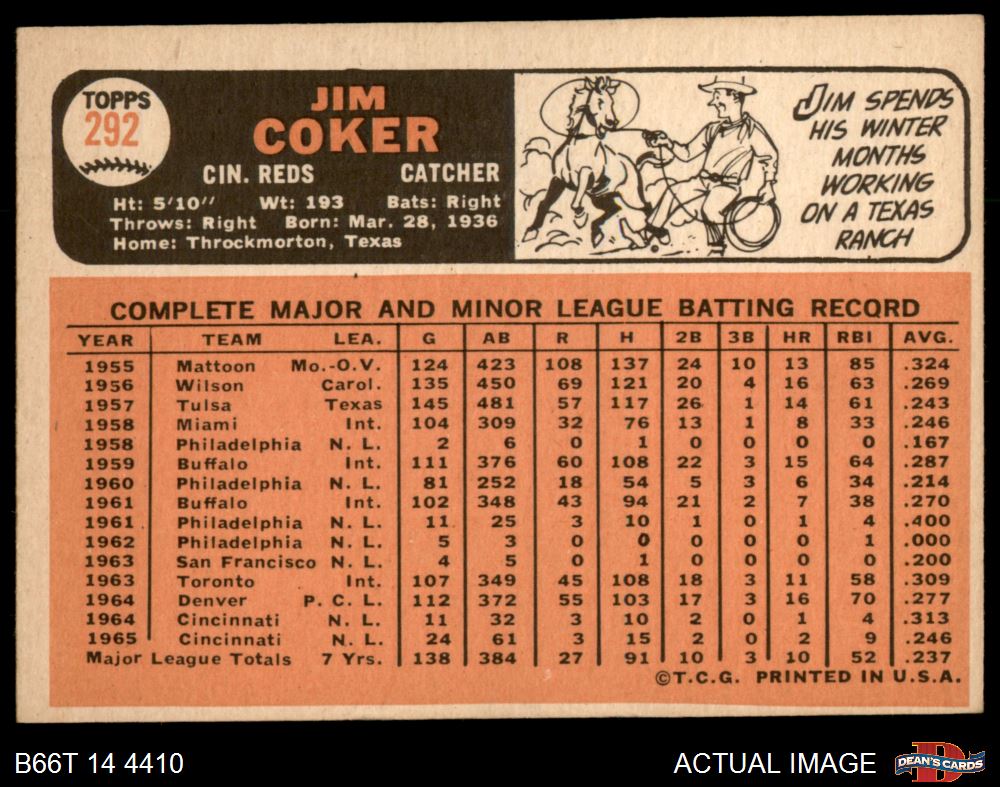 TOPPS
292
JIM
COKER
CIN. REDS CATCHER
Ht: 5'10" Wt: 193 Bats: Right
Throws: Right Born: Mar. 28, 1936
Home: Throckmorton, Texas
JIM SPENDS
HIS WINTER
MONTHS
WORKING
ON A TEXAS
RANCH
COMPLETE MAJOR AND MINOR LEAGUE BATTING RECORD
YEAR TEAM LEA. G AB R H 2B 3B HR RBI AVG.
1955 Mattoon Mo.-O.V. 124 423 108 137 24 10 13 85 .324
1956 Wilson Carol. 135 450 69 121 20 4 16 63 .269
1957 Tulsa Texas 145 481 57 117 26 1 14 61 .243
1958 Miami Int. 104 309 32 76 13 1 8 33 .246
1958 Philadelphia N. L. 2 6 0 1 0 0 0 0 .167
1959 Buffalo Int. 111 376 60 108 22 3 15 64 .287
1960 Philadelphia N. L. 81 252 18 54 5 3 6 34 .214
1961 Buffalo Int. 102 348 43 94 21 2 7 38 .270
1961 Philadelphia N. L. 11 25 3 10 1 0 1 4 .400
1962 Philadelphia N. L. 5 3 0 0 0 0 0 1 .000
1963 San Francisco N. L. 4 5 0 1 0 0 0 0 .200
1963 Toronto Int. 107 349 45 108 18 3 11 58 .309
1964 Denver P. C. L. 112 372 55 103 17 3 16 70 .277
1964 Cincinnati N. L. 11 32 3 10 2 0 1 4 .313
1965 Cincinnati N. L. 24 61 3 15 2 0 2 9 .246
Major League Totals 7 Yrs. 138 384 27 91 10 3 10 52 .237
©T.C.G. PRINTED IN U.S.A.
B66T 14 4410 ACTUAL IMAGE
DEAN'S CARDS